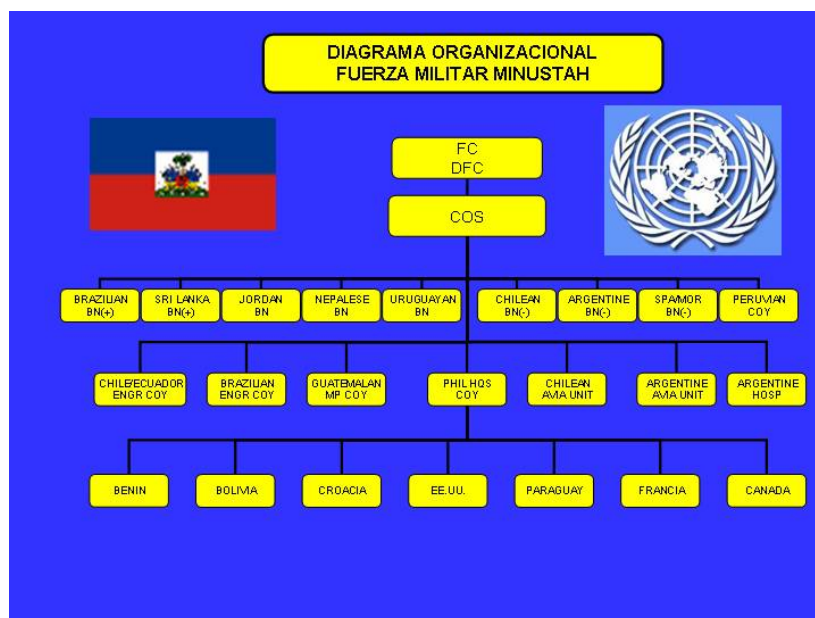 DIAGRAMA ORGANIZACIONAL
FUERZA MILITAR MINUSTAH
FC
DFC
COS
BRAZILIAN
BN(+)
SRI LANKA
BN(+)
JORDAN
BN
NEPALESE
BN
URUGUAYAN
BN
CHILEAN
BN(-)
ARGENTINE
BN(-)
SPA/MOR
BN(-)
PERUVIAN
COY
CHILE/ECUADOR
ENGR COY
BRAZILIAN
ENGR COY
GUATEMALAN
MP COY
PHIL HQS
COY
CHILEAN
AVIA UNIT
ARGENTINE
AVIA UNIT
ARGENTINE
HOSP
BENIN
BOLIVIA
CROACIA
EE.UU.
PARAGUAY
FRANCIA
CANADA